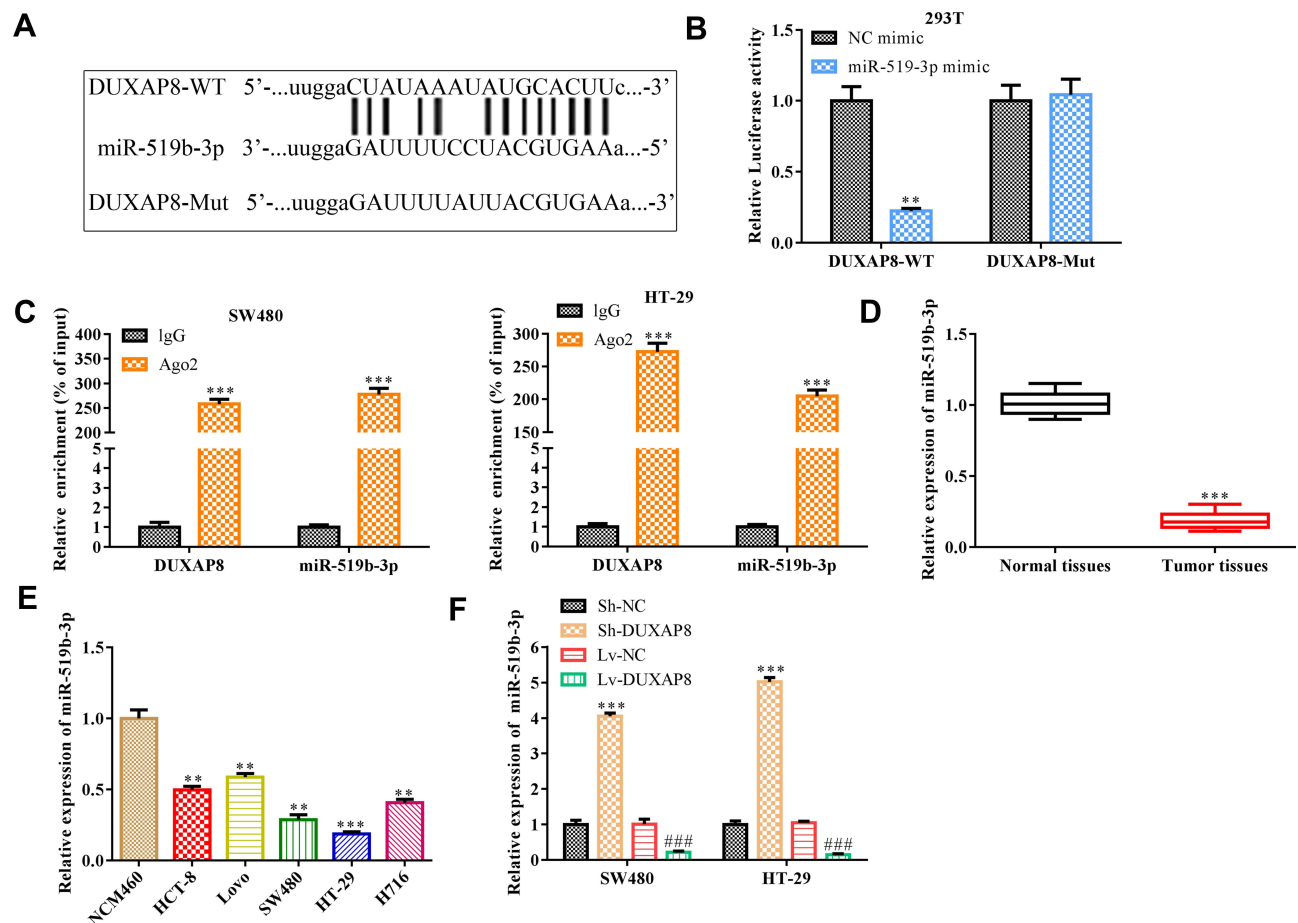 A
DUXAP8-WT 5’-...uuggaCUAUAAAUAUGCACUUc...-3’
miR-519b-3p 3’-...uuggaGAUUUUCCUACGUGAAa...-5’
DUXAP8-Mut 5’-...uuggaGAUUUUAUUACGUGAAa...-3’
B
293T
NC mimic
miR-519-3p mimic
Relative Luciferase activity
1.5
1.0
0.5
0.0
**
DUXAP8-WT DUXAP8-Mut
C
SW480
IgG
Ago2
Relative enrichment (% of input)
400
350
300
250
200
5
4
3
2
1
0
*** ***
DUXAP8 miR-519b-3p
HT-29
IgG
Ago2
Relative enrichment (% of input)
300
250
200
150
100
5
4
3
2
1
0
*** ***
DUXAP8 miR-519b-3p
D
Relative expression of miR-519b-3p
1.5
1.0
0.5
0.0
***
Normal tissues Tumor tissues
E
Relative expression of miR-519b-3p
1.5
1.0
0.5
0.0
** ** ** *** **
NCM460 HCT-8 Lovo SW480 HT-29 H716
F
Sh-NC
Sh-DUXAP8
Lv-NC
Lv-DUXAP8
Relative expression of miR-519b-3p
6
5
4
3
2
1
0
*** ### *** ###
SW480 HT-29